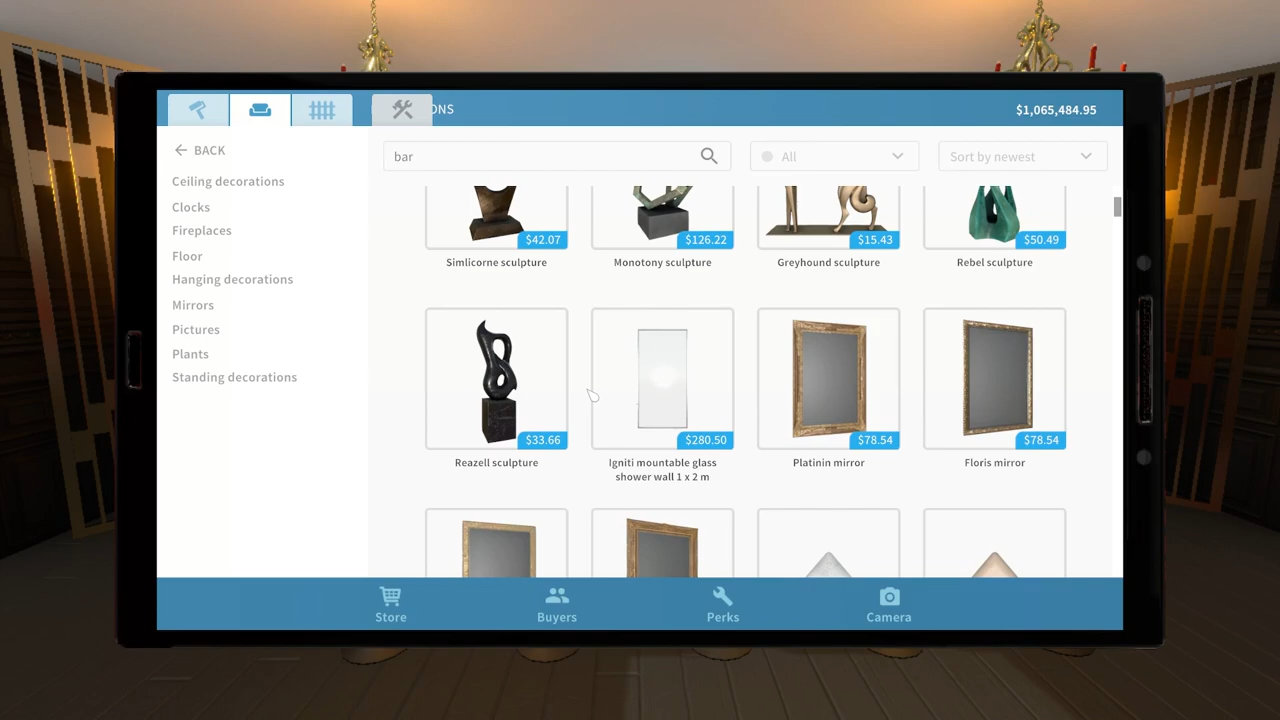 ONS
$1,065,484.95
BACK
bar
All
Sort by newest
Ceiling decorations
Clocks
Fireplaces
Floor
Hanging decorations
Mirrors
Pictures
Plants
Standing decorations
$42.07
$126.22
$15.43
$50.49
Simlicorne sculpture
Monotony sculpture
Greyhound sculpture
Rebel sculpture
$33.66
$280.50
$78.54
$78.54
Reazell sculpture
Igniti mountable glass
shower wall 1 x 2 m
Platinin mirror
Floris mirror
Store
Buyers
Perks
Camera